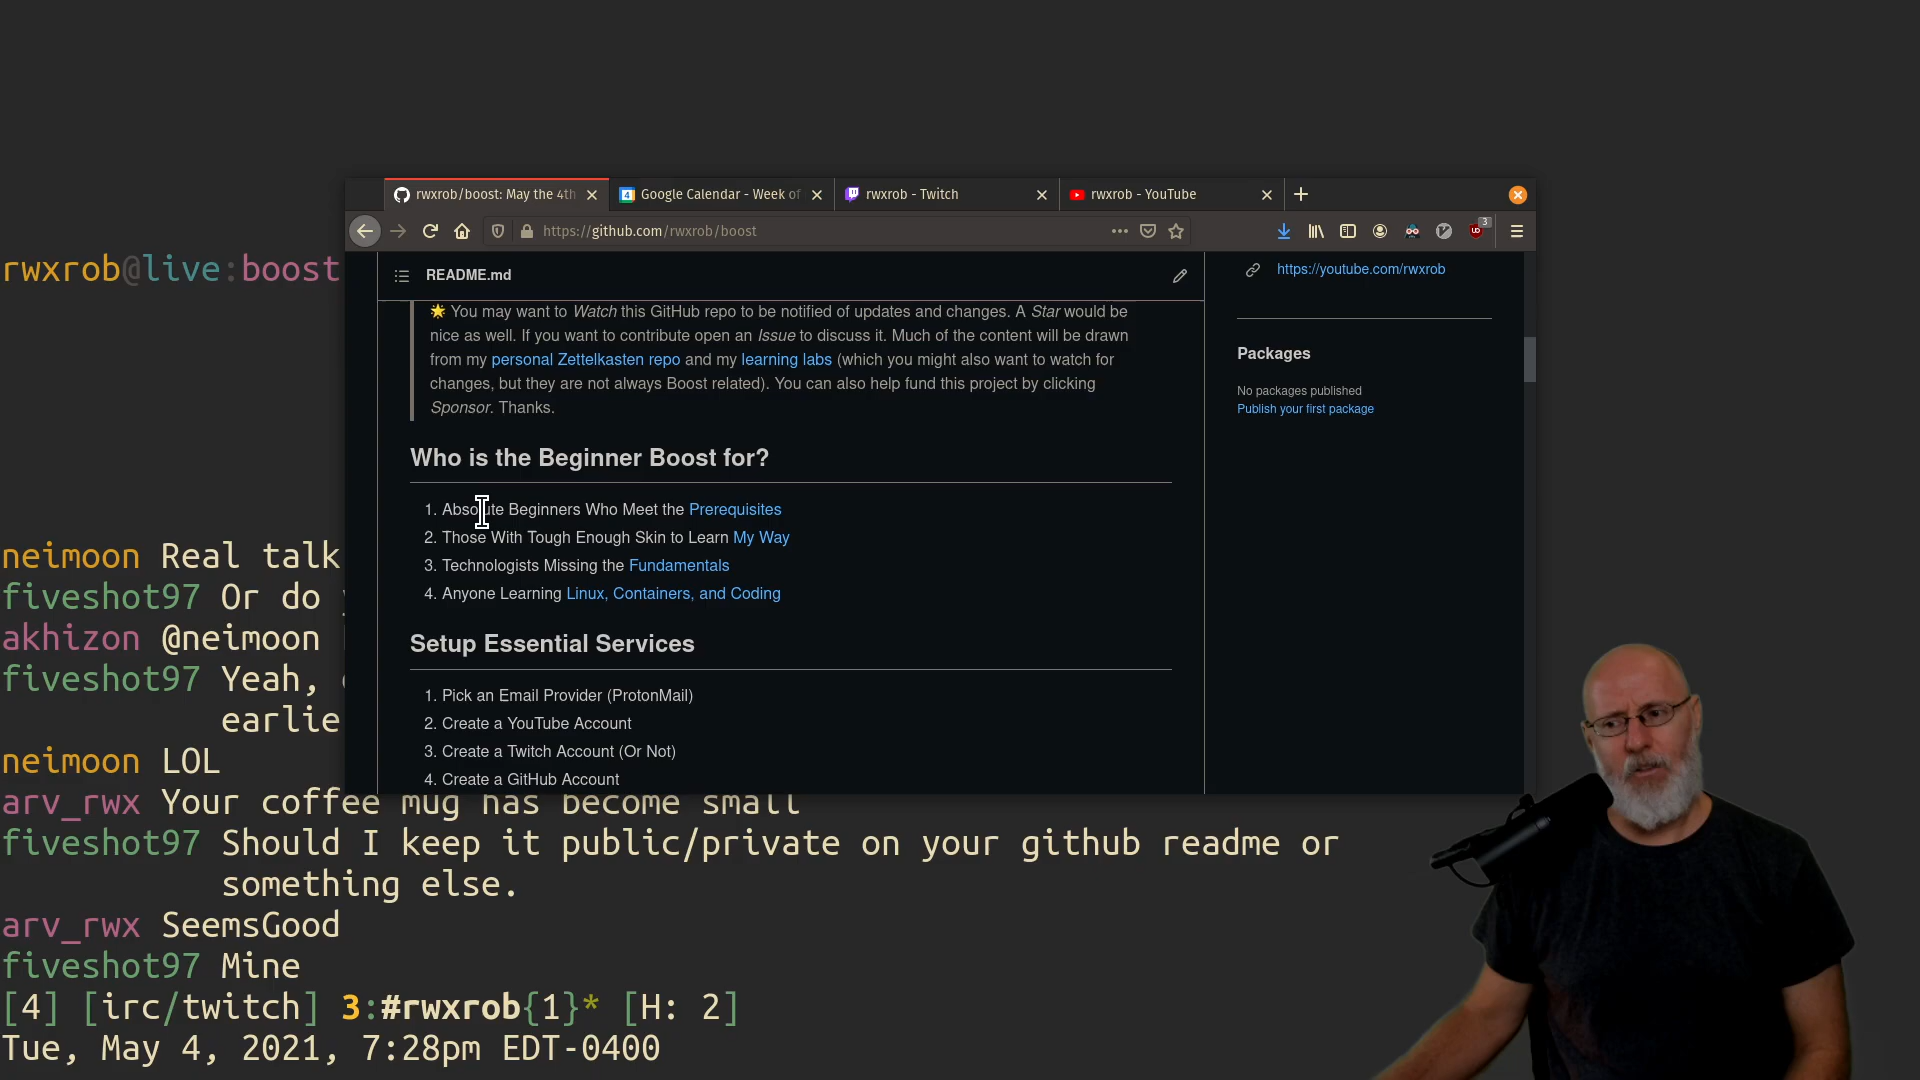 rwxrob/boost: May the 4th
Google Calendar - Week of
rwxrob - Twitch
rwxrob - YouTube
https://github.com/rwxrob/boost
3
rwxrob@live:boost
README.md
https://youtube.com/rwxrob
🌟 You may want to Watch this GitHub repo to be notified of updates and changes. A Star would be
nice as well. If you want to contribute open an Issue to discuss it. Much of the content will be drawn
from my personal Zettelkasten repo and my learning labs (which you might also want to watch for
changes, but they are not always Boost related). You can also help fund this project by clicking
Sponsor. Thanks.
Packages
No packages published
Publish your first package
Who is the Beginner Boost for?
1. Absolute Beginners Who Meet the Prerequisites
2. Those With Tough Enough Skin to Learn My Way
3. Technologists Missing the Fundamentals
4. Anyone Learning Linux, Containers, and Coding
Setup Essential Services
1. Pick an Email Provider (ProtonMail)
2. Create a YouTube Account
3. Create a Twitch Account (Or Not)
4. Create a GitHub Account
neimoon Real talk
fiveshot97 Or do
akhizon @neimoon
fiveshot97 Yeah,
earlie
neimoon LOL
arv_rwx Your coffee mug has become small
fiveshot97 Should I keep it public/private on your github readme or
something else.
arv_rwx SeemsGood
fiveshot97 Mine
[4] [irc/twitch] 3:#rwxrob{1}* [H: 2]
Tue, May 4, 2021, 7:28pm EDT-0400